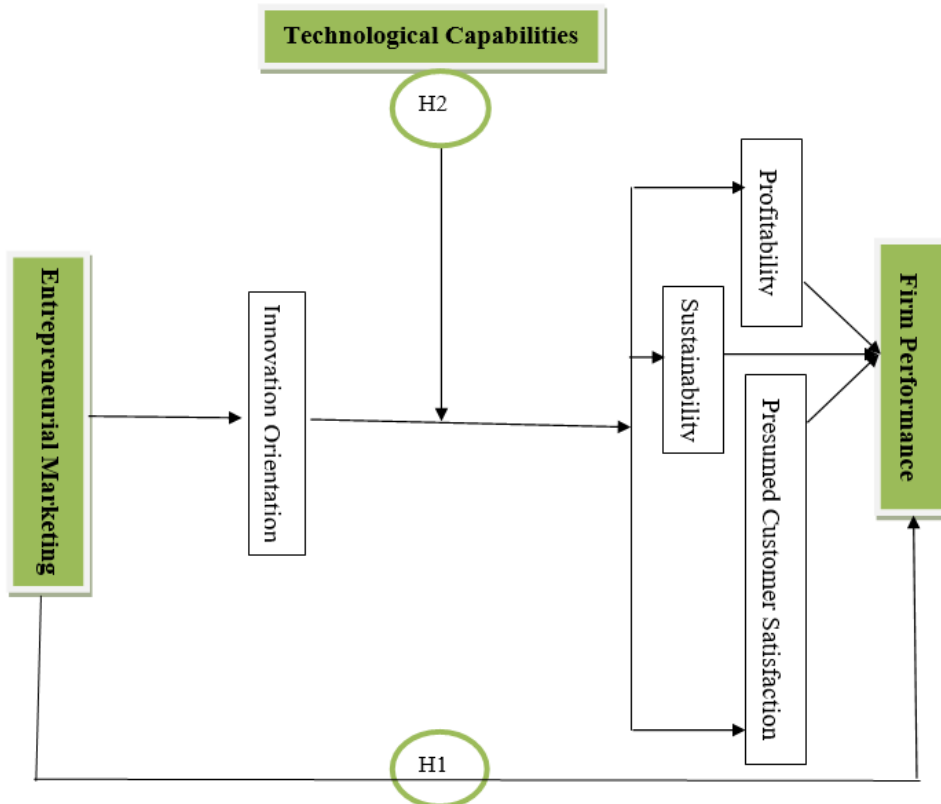 Technological Capabilities
H2
Entrepreneurial Marketing
Innovation Orientation
Sustainability
Profitability
Presumed Customer Satisfaction
Firm Performance
H1